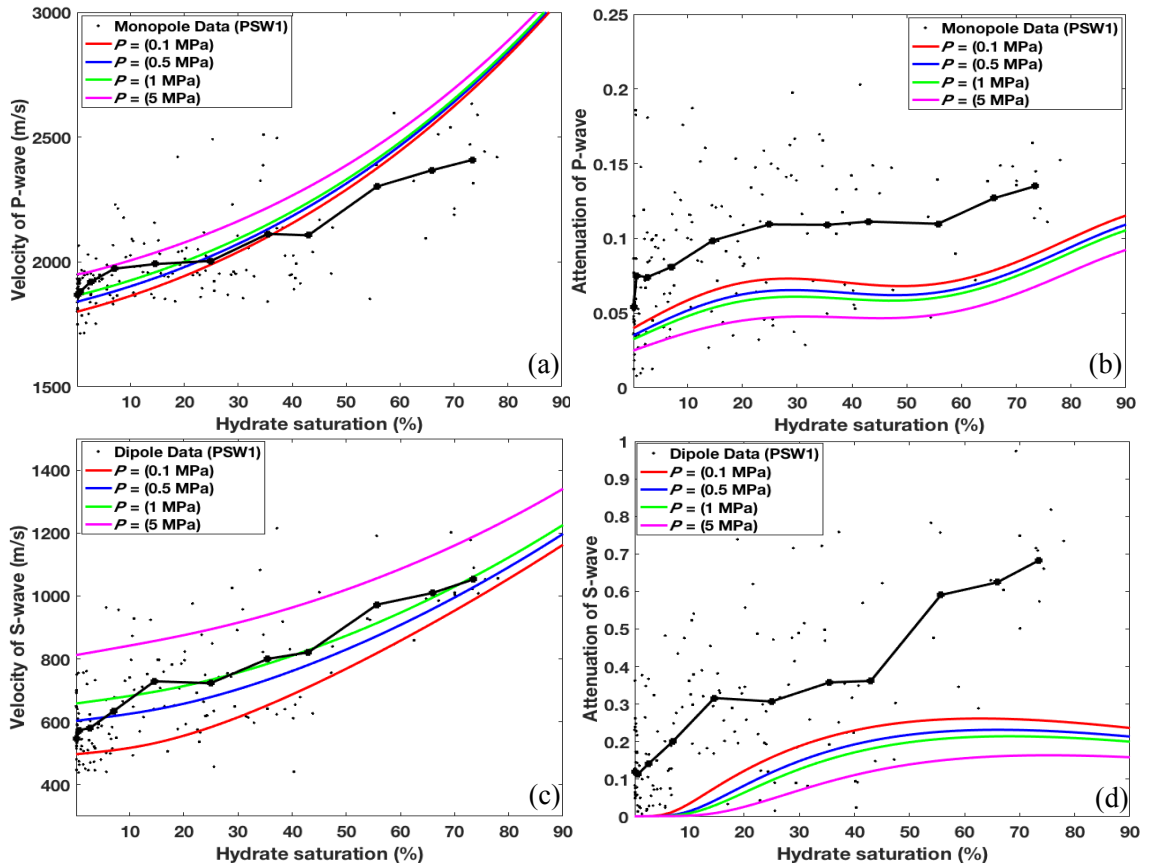 3000
2500
2000
1500
Velocity of P-wave (m/s)
Monopole Data (PSW1)
P = (0.1 MPa)
P = (0.5 MPa)
P = (1 MPa)
P = (5 MPa)
(a)
10 20 30 40 50 60 70 80 90
Hydrate saturation (%)
0.25
0.2
0.15
0.1
0.05
0
Attenuation of P-wave
Monopole Data (PSW1)
P = (0.1 MPa)
P = (0.5 MPa)
P = (1 MPa)
P = (5 MPa)
(b)
10 20 30 40 50 60 70 80 90
Hydrate saturation (%)
1400
1200
1000
800
600
400
Velocity of S-wave (m/s)
Dipole Data (PSW1)
P = (0.1 MPa)
P = (0.5 MPa)
P = (1 MPa)
P = (5 MPa)
(c)
10 20 30 40 50 60 70 80 90
Hydrate saturation (%)
1
0.9
0.8
0.7
0.6
0.5
0.4
0.3
0.2
0.1
0
Attenuation of S-wave
Dipole Data (PSW1)
P = (0.1 MPa)
P = (0.5 MPa)
P = (1 MPa)
P = (5 MPa)
(d)
10 20 30 40 50 60 70 80 90
Hydrate saturation (%)